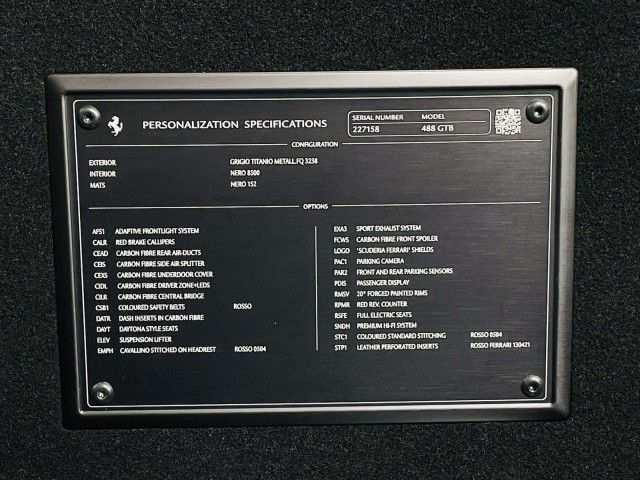 PERSONALIZATION SPECIFICATIONS
SERIAL NUMBER MODEL
227158 488 GTB
CONFIGURATION
EXTERIOR GRIGIO TITANIO METALL.FQ 3238
INTERIOR NERO 8500
MATS NERO 152
OPTIONS
AFS1 ADAPTIVE FRONTLIGHT SYSTEM
CALR RED BRAKE CALLIPERS
CEAD CARBON FIBRE REAR AIR-DUCTS
CEIS CARBON FIBRE SIDE AIR SPLITTER
CEXS CARBON FIBRE UNDERDOOR COVER
CIDL CARBON FIBRE DRIVER ZONE+LEDS
CILR CARBON FIBRE CENTRAL BRIDGE
CSB1 COLOURED SAFETY BELTS ROSSO
DATR DASH INSERTS IN CARBON FIBRE
DAYT DAYTONA STYLE SEATS
ELEV SUSPENSION LIFTER
EMPH CAVALLINO STITCHED ON HEADREST ROSSO 0504
EXA3 SPORT EXHAUST SYSTEM
FCWS CARBON FIBRE FRONT SPOILER
LOGO 'SCUDERIA FERRARI' SHIELDS
PAC1 PARKING CAMERA
PAR2 FRONT AND REAR PARKING SENSORS
PDIS PASSENGER DISPLAY
RMSV 20" FORGED PAINTED RIMS
RPMR RED REV. COUNTER
RSFE FULL ELECTRIC SEATS
SNDH PREMIUM HI-FI SYSTEM
STC1 COLOURED STANDARD STITCHING ROSSO 0504
STP1 LEATHER PERFORATED INSERTS ROSSO FERRARI 130421